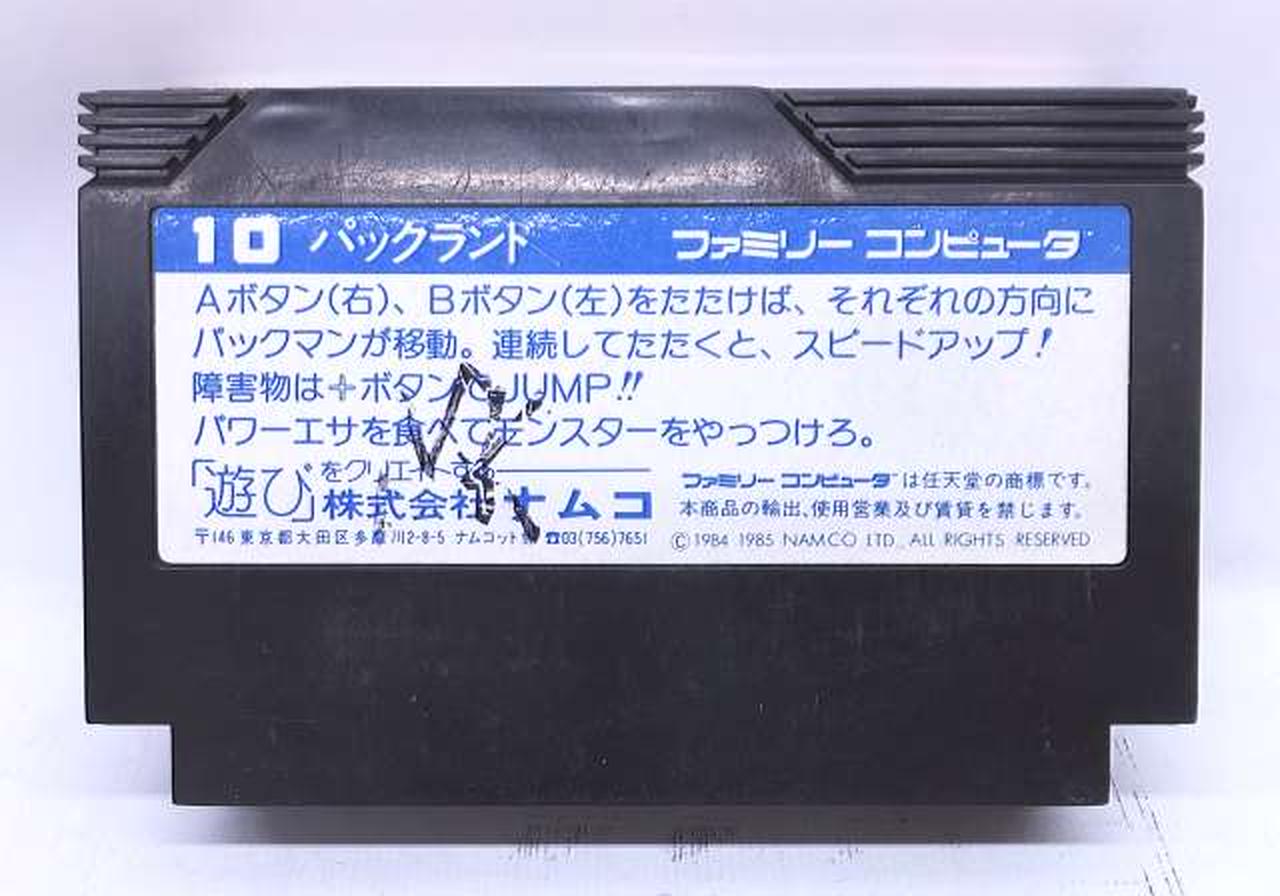 10 パックランド ファミリー コンピュータ
Aボタン(右)、Bボタン(左)をたたけば、それぞれの方向に
パックマンが移動。連続してたたくと、スピードアップ!
障害物は+ボタンでJUMP!!
パワーエサを食べてモンスターをやっつけろ。
「遊び」をクリエイトする
株式会社ナムコ
〒146 東京都大田区多摩川2-8-5 ナムコット ☎03(756)7651
ファミリー コンピュータ™は任天堂の商標です。
本商品の輸出、使用営業及び賃貸を禁じます。
©1984 1985 NAMCO LTD., ALL RIGHTS RESERVED